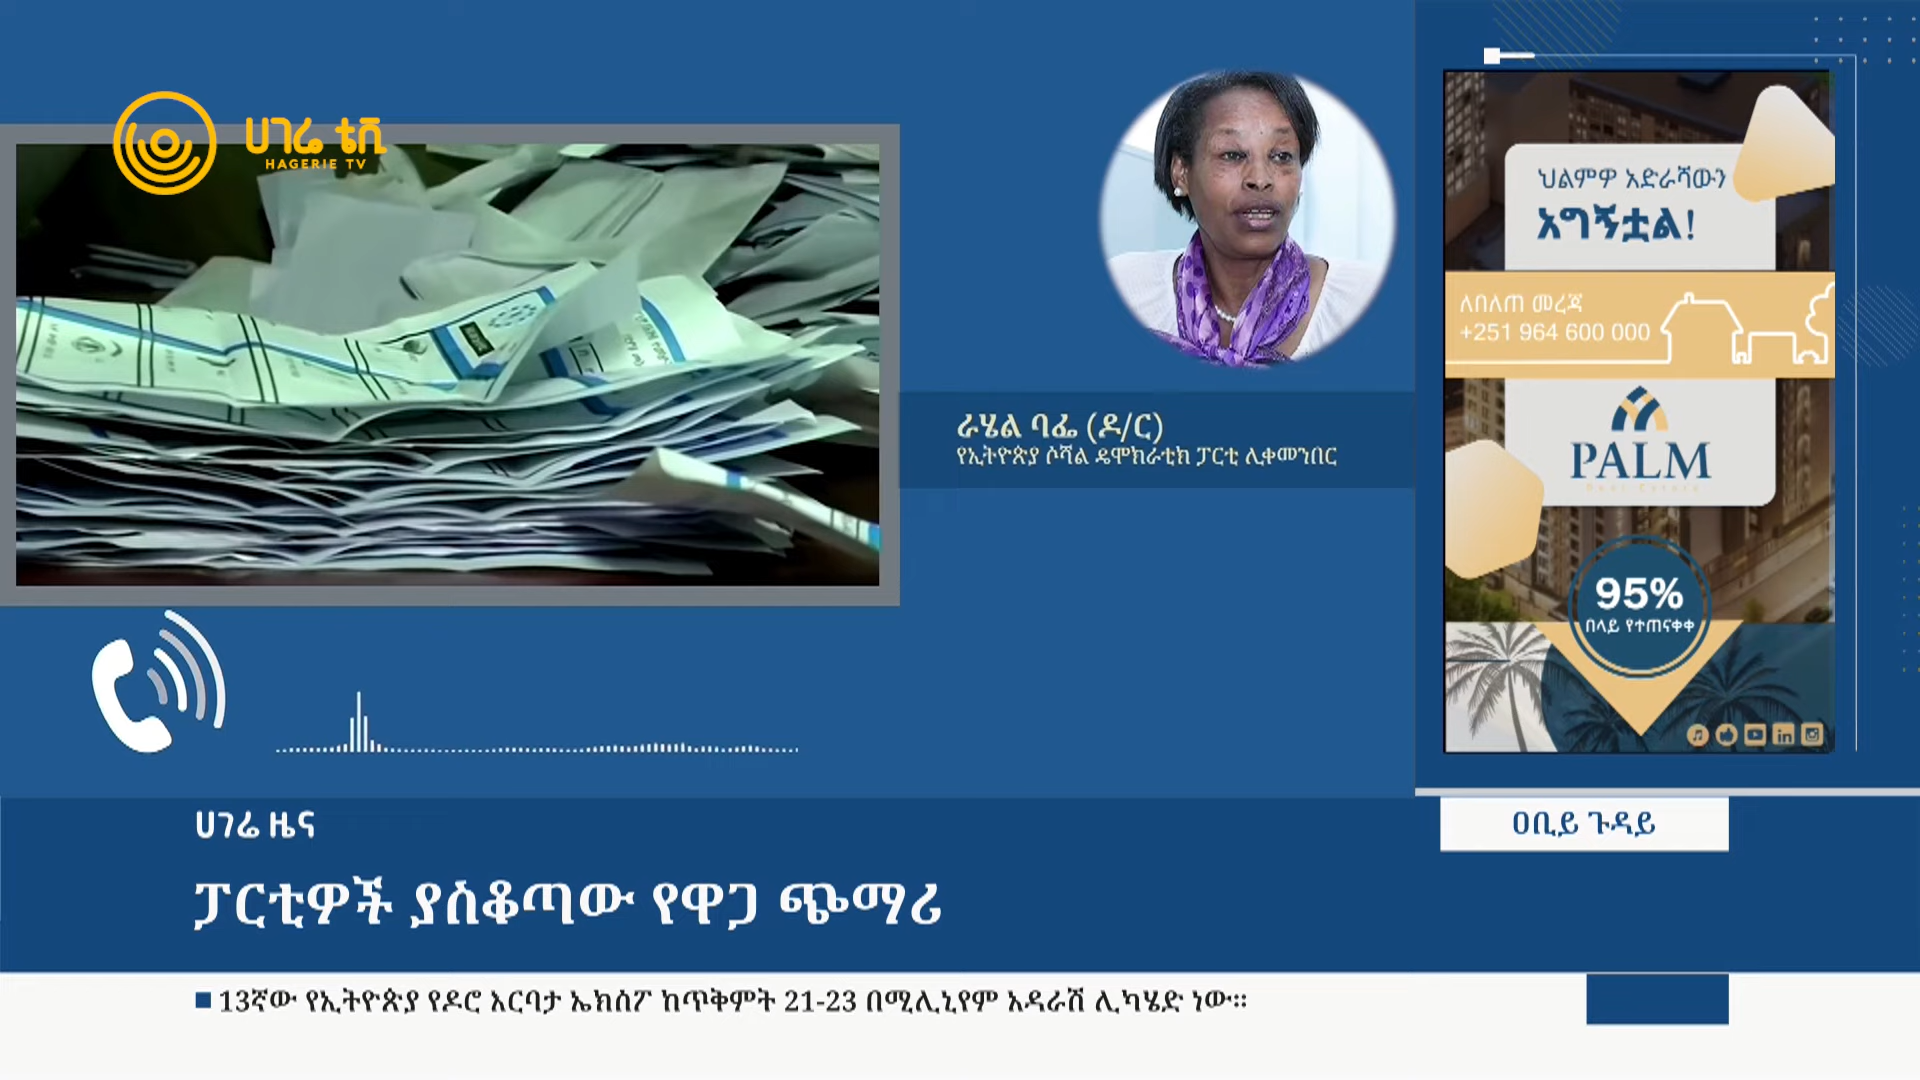 ሀገሬ ቴቪ
HAGERIE TV
ራሄል ባፌ (ዶ/ር)
የኢትዮጵያ ሶሻል ዴሞክራቲክ ፓርቲ ሊቀመንበር
ህልምዎ አድራሻውን
አግኝቷል!
ለበለጠ መረጃ
+251 964 600 000
PALM
95%
በላይ የተጠናቀቀ
ሀገሬ ዜና
ዐቢይ ጉዳይ
ፓርቲዎች ያስቆጣው የዋጋ ጭማሪ
13ኛው የኢትዮጵያ የዶሮ እርባታ ኤክስፖ ከጥቅምት 21-23 በሚሊኒየም አዳራሽ ሊካሄድ ነው።